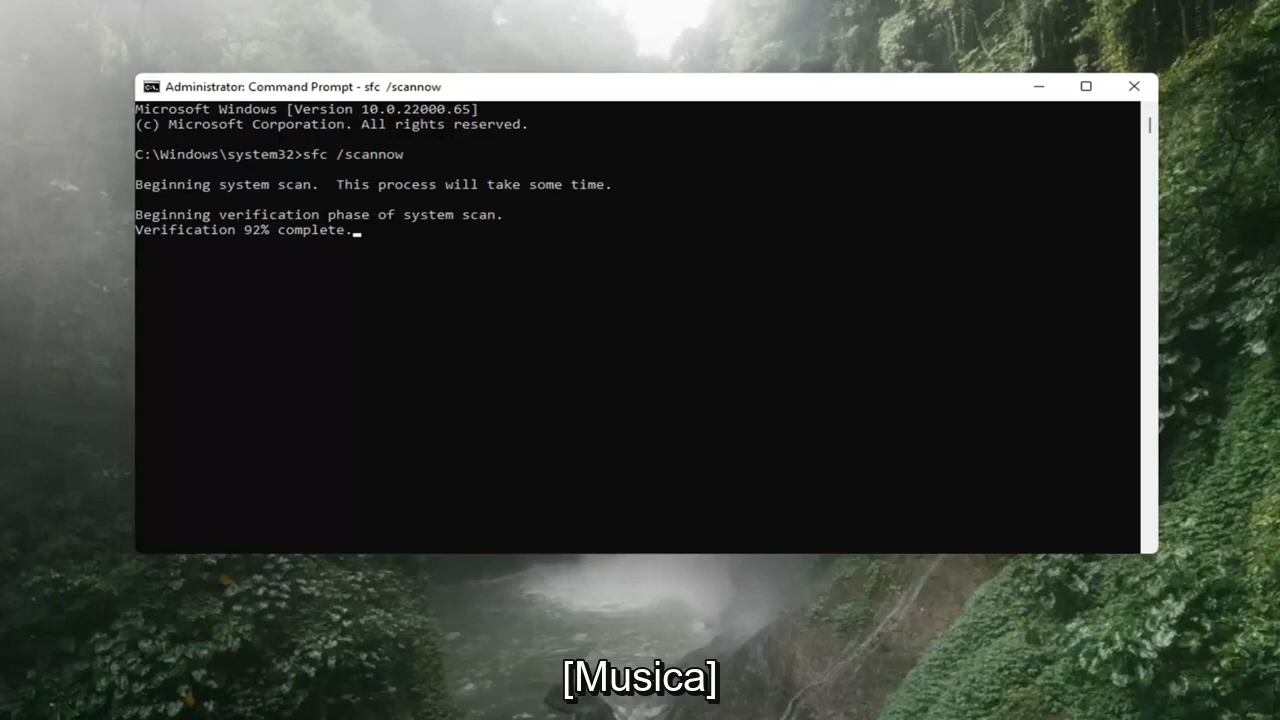 Administrator: Command Prompt - sfc /scannow
Microsoft Windows [Version 10.0.22000.65]
(c) Microsoft Corporation. All rights reserved.
C:\Windows\system32>sfc /scannow
Beginning system scan.  This process will take some time.
Beginning verification phase of system scan.
Verification 92% complete.
[Musica]